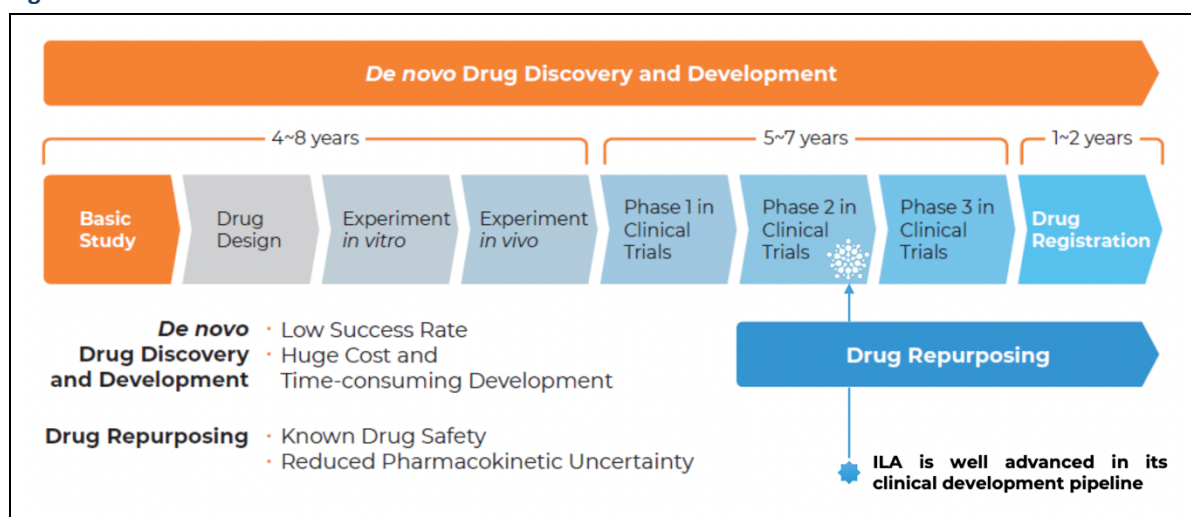 De novo Drug Discovery and Development
4~8 years
5~7 years
1~2 years
Basic
Study
Drug
Design
Experiment
in vitro
Experiment
in vivo
Phase 1 in
Clinical
Trials
Phase 2 in
Clinical
Trials
Phase 3 in
Clinical
Trials
Drug
Registration
De novo
Drug Discovery
and Development
· Low Success Rate
· Huge Cost and
Time-consuming Development
Drug Repurposing
Drug Repurposing
· Known Drug Safety
· Reduced Pharmacokinetic Uncertainty
ILA is well advanced in its
clinical development pipeline